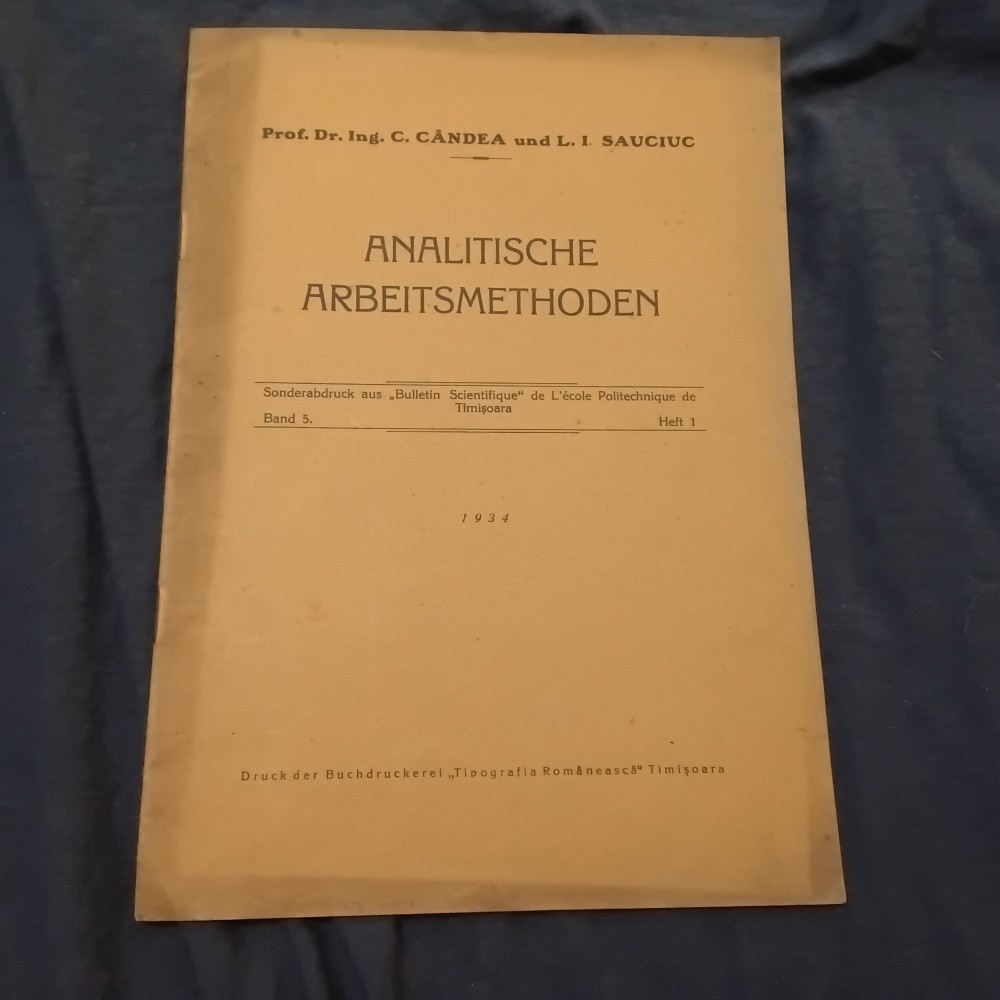 Prof. Dr. Ing. C. CÂNDEA und L. I. SAUCIUC
ANALITISCHE
ARBEITSMETHODEN
Sonderabdruck aus „Bulletin Scientifique“ de L'école Politechnique de
Timişoara
Band 5. Heft 1
1934
Druck der Buchdruckerei „Tipografia Românească“ Timişoara